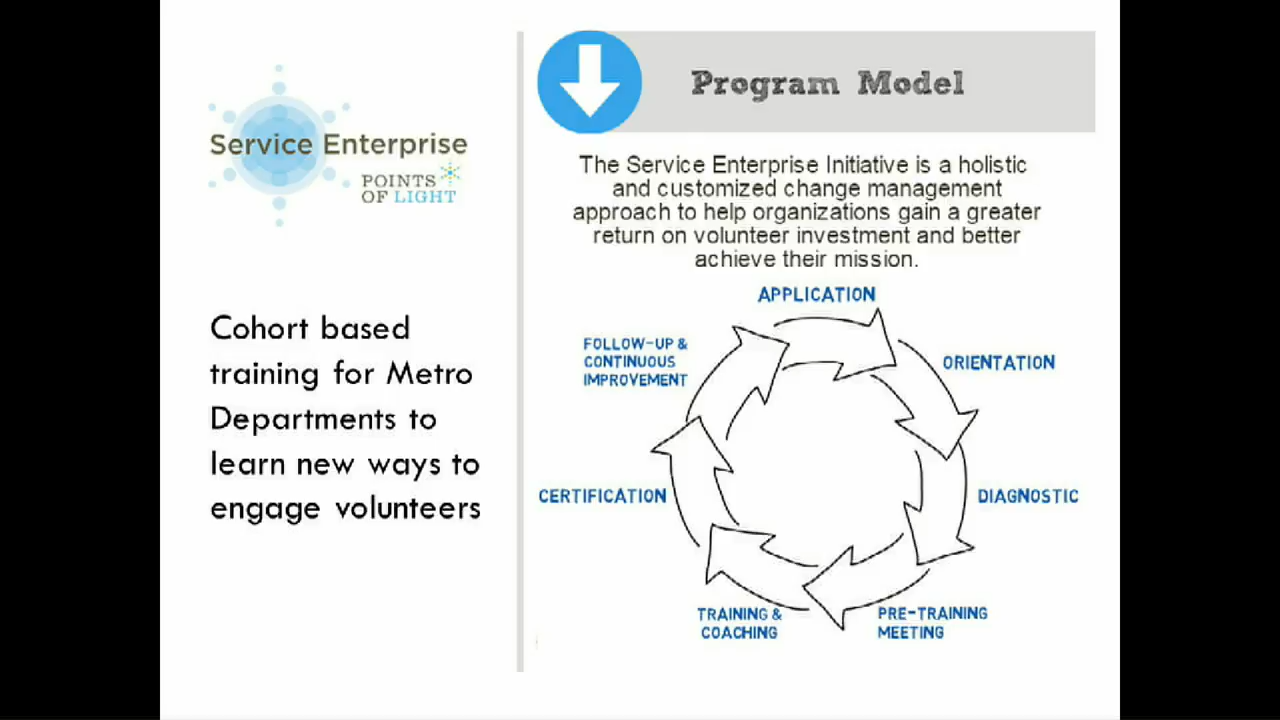 Service Enterprise
POINTS
OF LIGHT
Cohort based
training for Metro
Departments to
learn new ways to
engage volunteers
Program Model
The Service Enterprise Initiative is a holistic
and customized change management
approach to help organizations gain a greater
return on volunteer investment and better
achieve their mission.
APPLICATION
ORIENTATION
DIAGNOSTIC
PRE-TRAINING
MEETING
TRAINING &
COACHING
CERTIFICATION
FOLLOW-UP &
CONTINUOUS
IMPROVEMENT